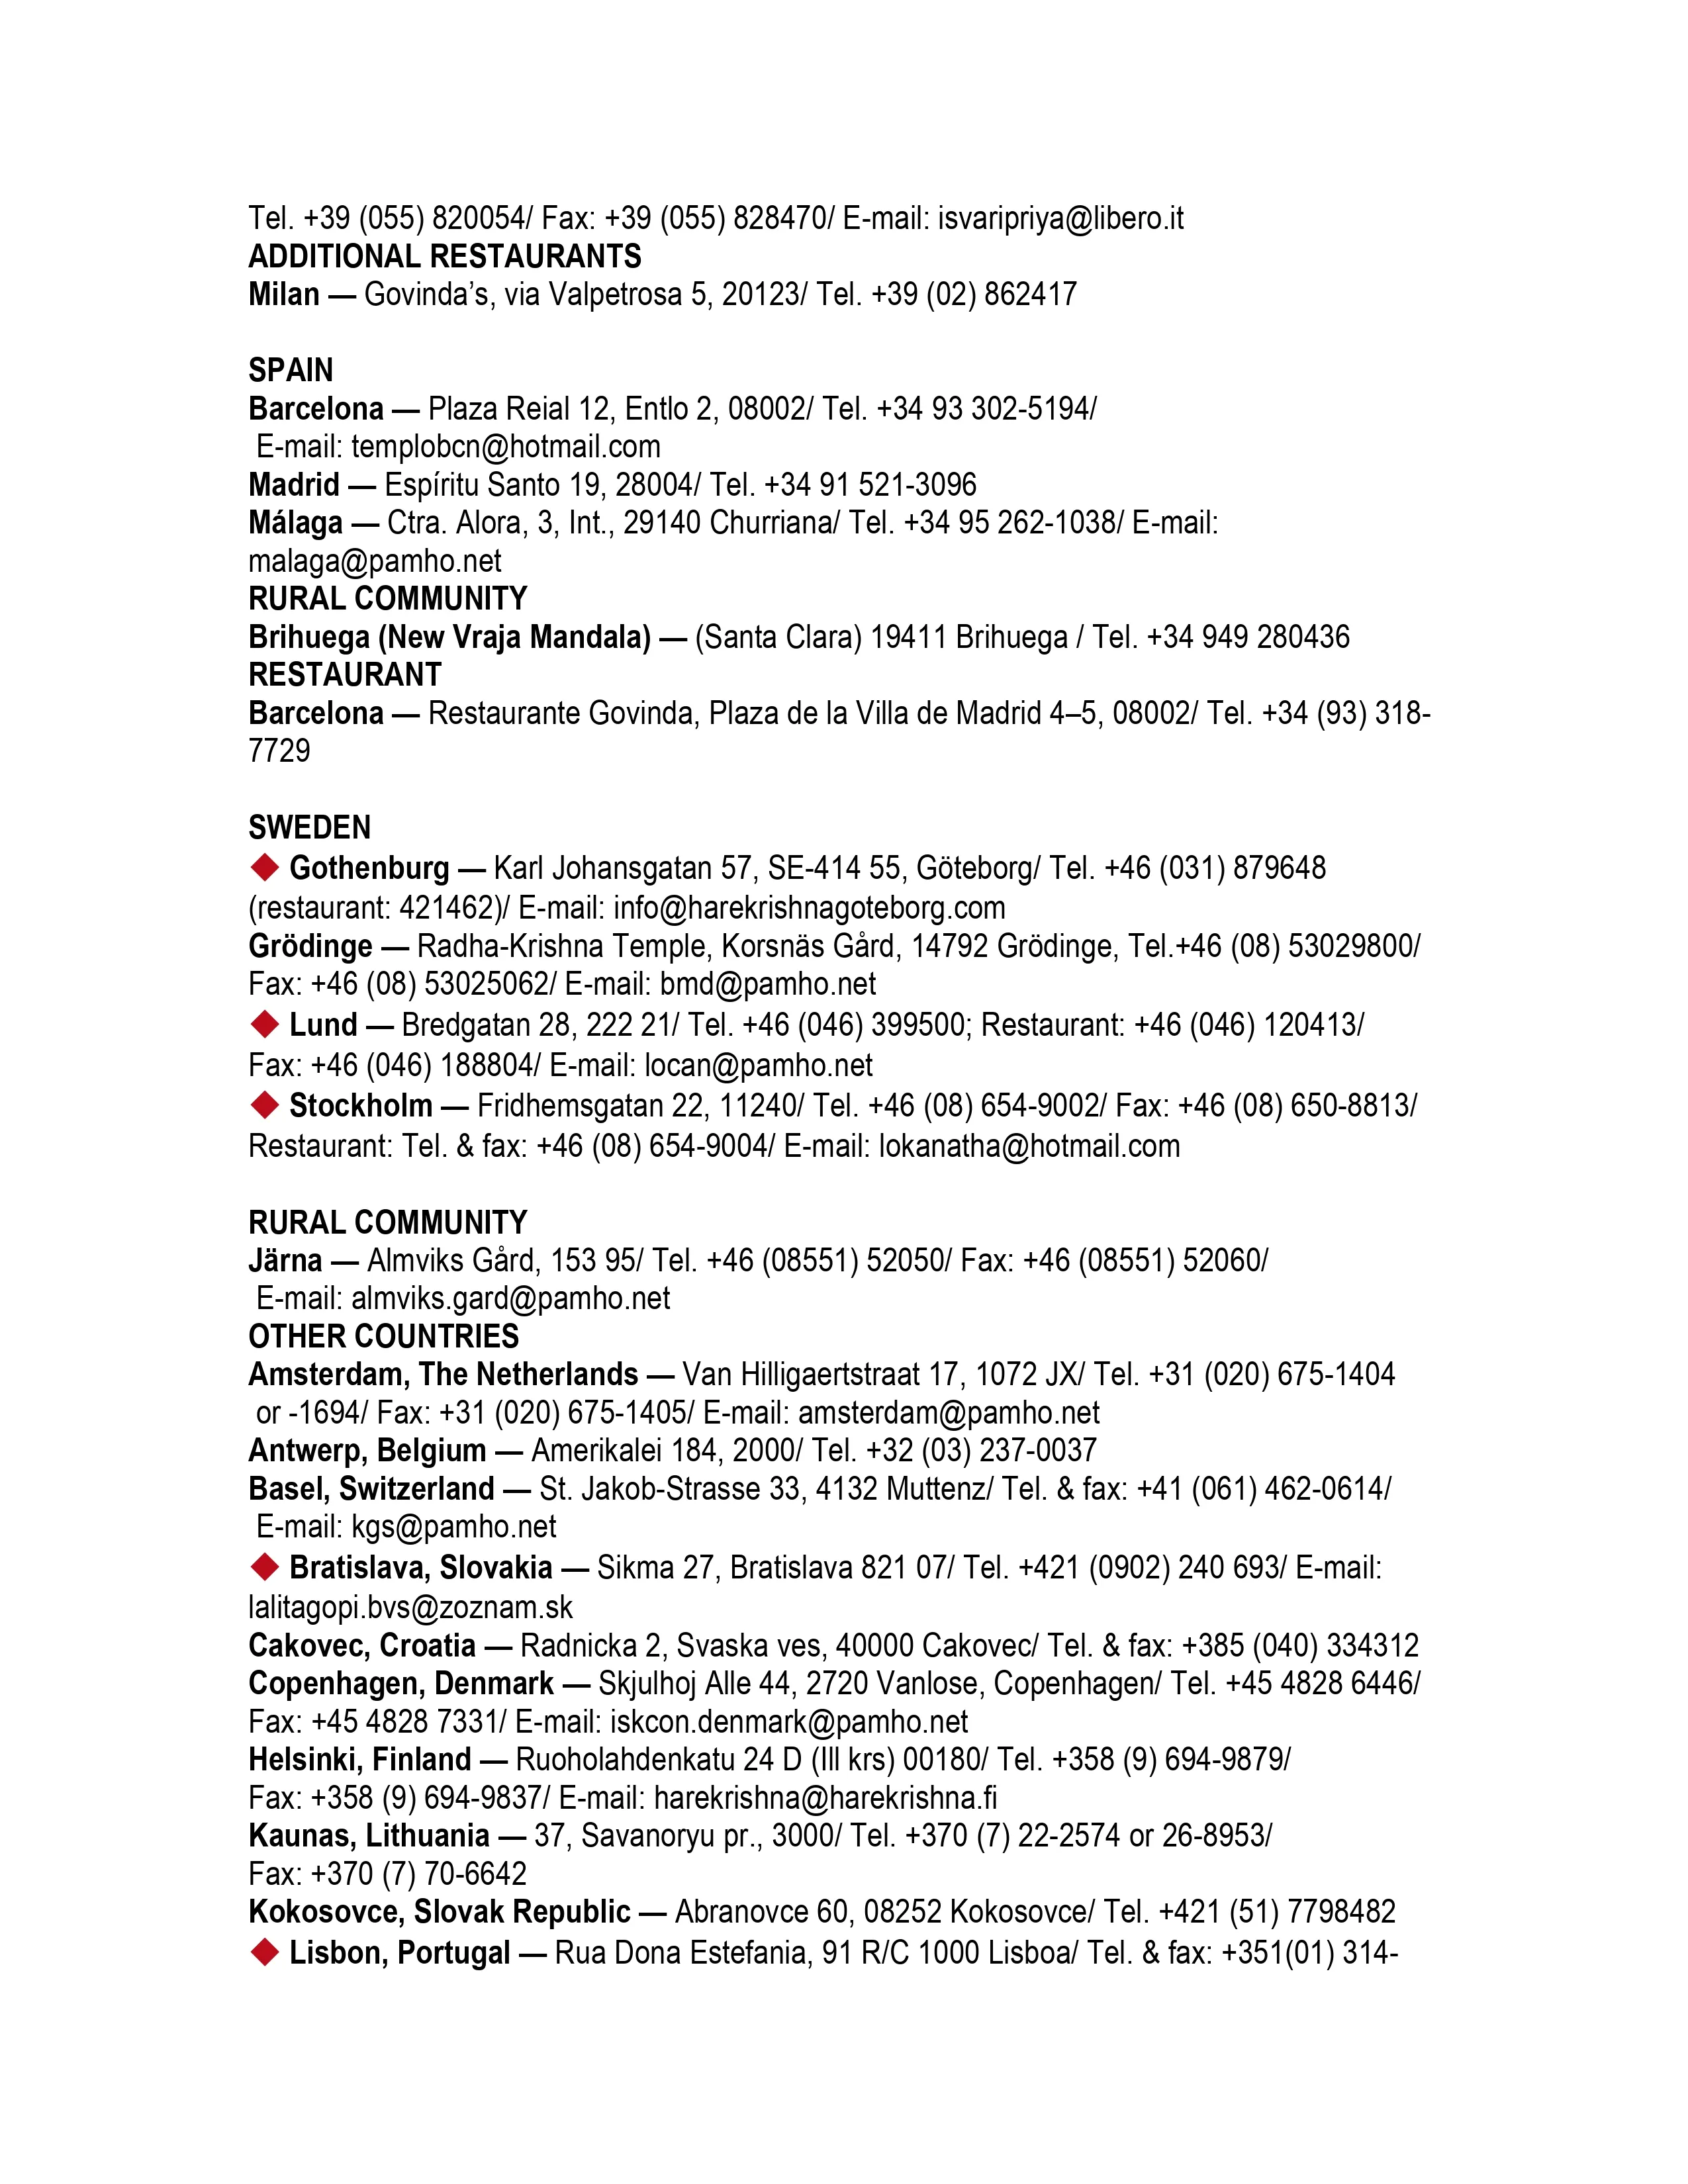 Tel. +39 (055) 820054/ Fax: +39 (055) 828470/ E-mail: isvaripriya@libero.it
ADDITIONAL RESTAURANTS
Milan — Govinda’s, via Valpetrosa 5, 20123/ Tel. +39 (02) 862417
SPAIN
Barcelona — Plaza Reial 12, Entlo 2, 08002/ Tel. +34 93 302-5194/
E-mail: templobcn@hotmail.com
Madrid — Espíritu Santo 19, 28004/ Tel. +34 91 521-3096
Málaga — Ctra. Alora, 3, Int., 29140 Churriana/ Tel. +34 95 262-1038/ E-mail:
malaga@pamho.net
RURAL COMMUNITY
Brihuega (New Vraja Mandala) — (Santa Clara) 19411 Brihuega / Tel. +34 949 280436
RESTAURANT
Barcelona — Restaurante Govinda, Plaza de la Villa de Madrid 4–5, 08002/ Tel. +34 (93) 318-
7729
SWEDEN
◆ Gothenburg — Karl Johansgatan 57, SE-414 55, Göteborg/ Tel. +46 (031) 879648
(restaurant: 421462)/ E-mail: info@harekrishnagoteborg.com
Grödinge — Radha-Krishna Temple, Korsnäs Gård, 14792 Grödinge, Tel.+46 (08) 53029800/
Fax: +46 (08) 53025062/ E-mail: bmd@pamho.net
◆ Lund — Bredgatan 28, 222 21/ Tel. +46 (046) 399500; Restaurant: +46 (046) 120413/
Fax: +46 (046) 188804/ E-mail: locan@pamho.net
◆ Stockholm — Fridhemsgatan 22, 11240/ Tel. +46 (08) 654-9002/ Fax: +46 (08) 650-8813/
Restaurant: Tel. & fax: +46 (08) 654-9004/ E-mail: lokanatha@hotmail.com
RURAL COMMUNITY
Järna — Almviks Gård, 153 95/ Tel. +46 (08551) 52050/ Fax: +46 (08551) 52060/
E-mail: almviks.gard@pamho.net
OTHER COUNTRIES
Amsterdam, The Netherlands — Van Hilligaertstraat 17, 1072 JX/ Tel. +31 (020) 675-1404
or -1694/ Fax: +31 (020) 675-1405/ E-mail: amsterdam@pamho.net
Antwerp, Belgium — Amerikalei 184, 2000/ Tel. +32 (03) 237-0037
Basel, Switzerland — St. Jakob-Strasse 33, 4132 Muttenz/ Tel. & fax: +41 (061) 462-0614/
E-mail: kgs@pamho.net
◆ Bratislava, Slovakia — Sikma 27, Bratislava 821 07/ Tel. +421 (0902) 240 693/ E-mail:
lalitagopi.bvs@zoznam.sk
Cakovec, Croatia — Radnicka 2, Svaska ves, 40000 Cakovec/ Tel. & fax: +385 (040) 334312
Copenhagen, Denmark — Skjulhoj Alle 44, 2720 Vanlose, Copenhagen/ Tel. +45 4828 6446/
Fax: +45 4828 7331/ E-mail: iskcon.denmark@pamho.net
Helsinki, Finland — Ruoholahdenkatu 24 D (III krs) 00180/ Tel. +358 (9) 694-9879/
Fax: +358 (9) 694-9837/ E-mail: harekrishna@harekrishna.fi
Kaunas, Lithuania — 37, Savanoryu pr., 3000/ Tel. +370 (7) 22-2574 or 26-8953/
Fax: +370 (7) 70-6642
Kokosovce, Slovak Republic — Abranovce 60, 08252 Kokosovce/ Tel. +421 (51) 7798482
◆ Lisbon, Portugal — Rua Dona Estefania, 91 R/C 1000 Lisboa/ Tel. & fax: +351(01) 314-